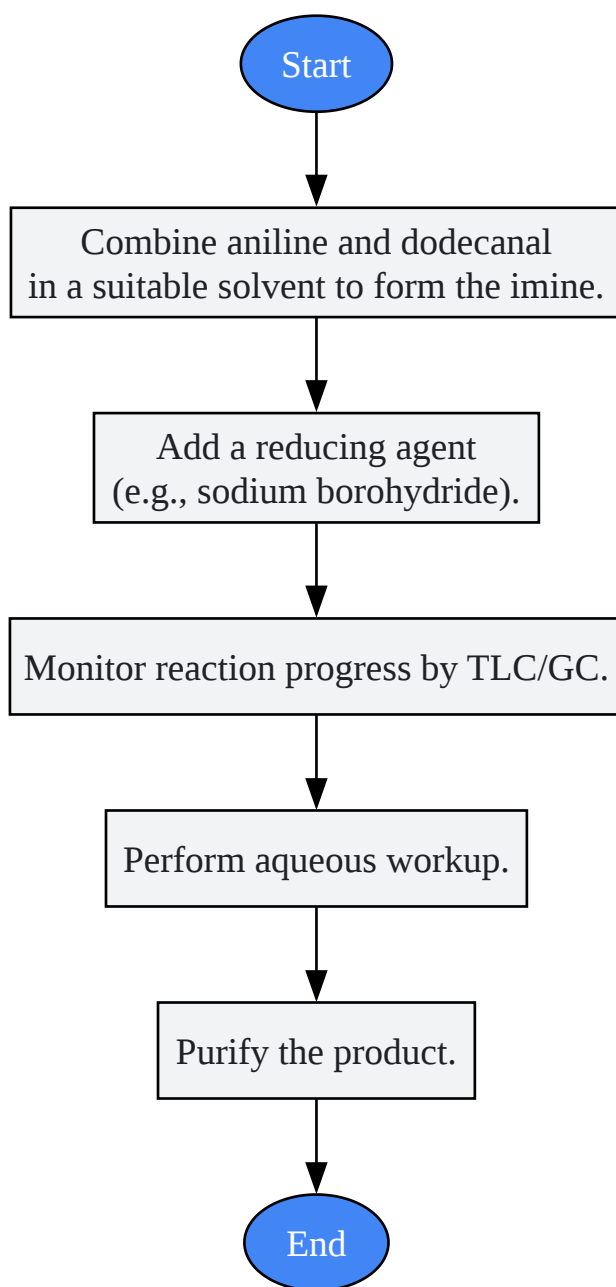 Start
Combine aniline and dodecanal
in a suitable solvent to form the imine.
Add a reducing agent
(e.g., sodium borohydride).
Monitor reaction progress by TLC/GC.
Perform aqueous workup.
Purify the product.
End